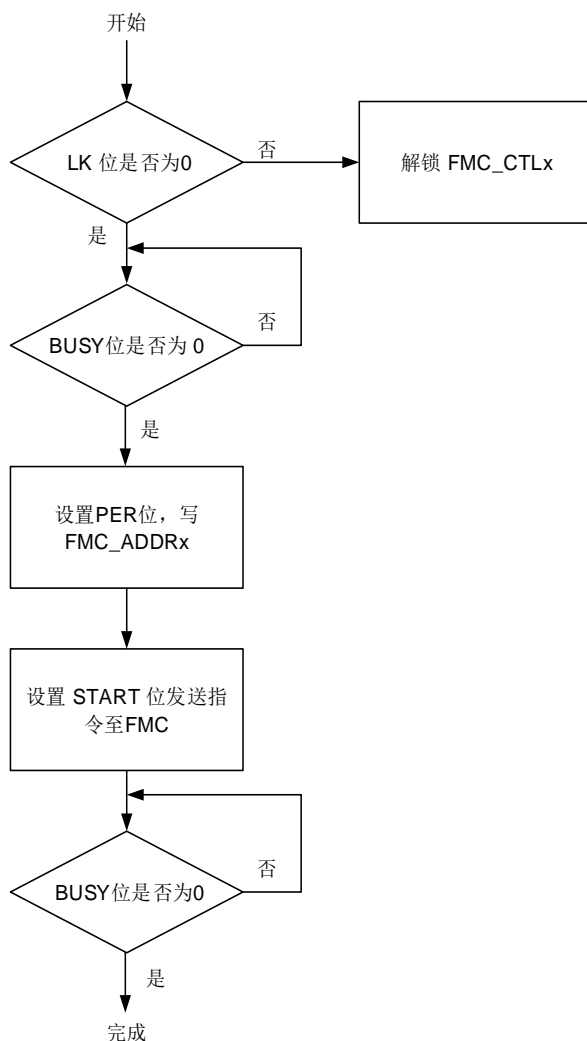 开始
LK 位是否为0
否
解锁 FMC_CTLx
是
BUSY位是否为 0
否
是
设置PER位，写
FMC_ADDRx
设置 START 位发送指
令至FMC
BUSY位是否为0
否
是
完成